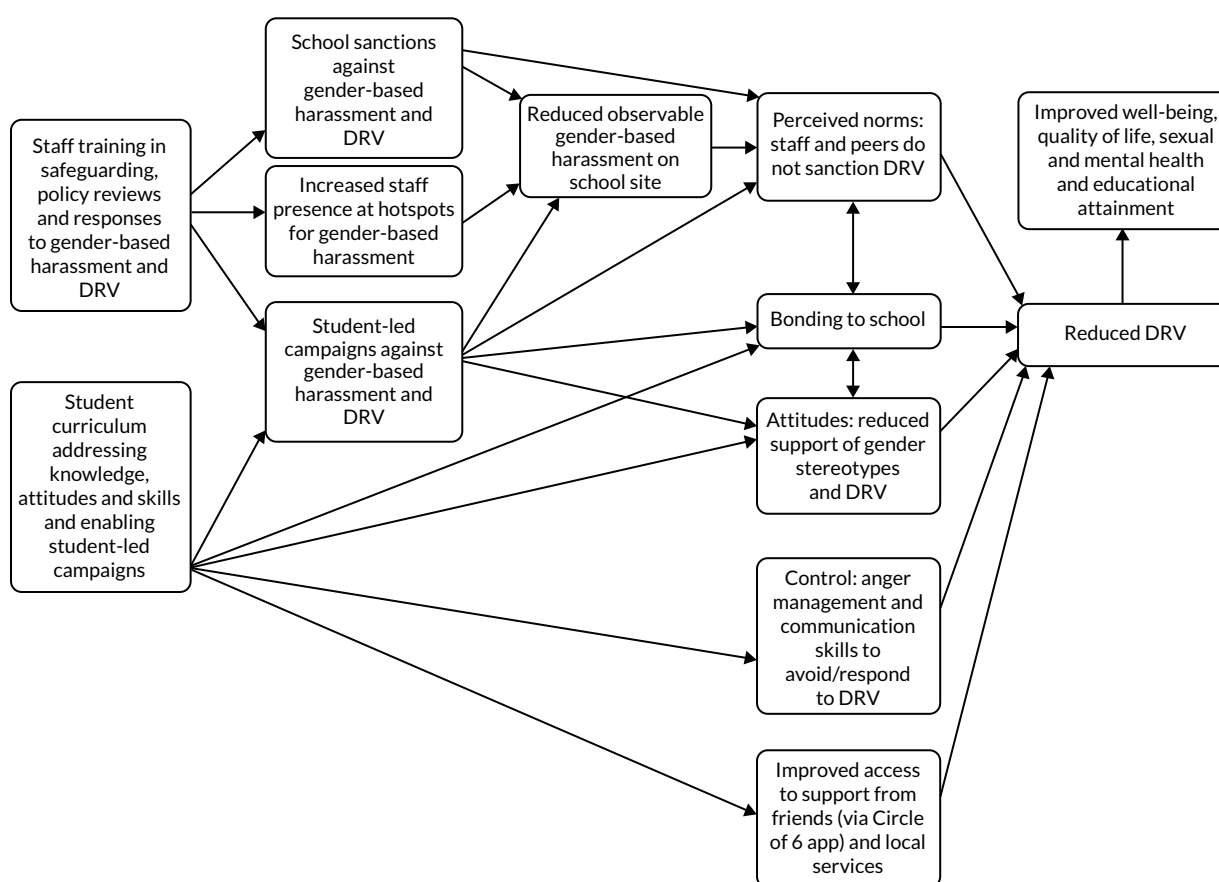 School sanctions
against
gender-based
harassment and
DRV
Staff training in
safeguarding,
policy reviews
and responses
to gender-based
harassment and
DRV
Increased staff
presence at hotspots
for gender-based
harassment
Reduced observable
gender-based
harassment on
school site
Perceived norms:
staff and peers do
not sanction DRV
Improved well-being,
quality of life, sexual
and mental health
and educational
attainment
Student-led
campaigns against
gender-based
harassment and
DRV
Bonding to school
Reduced DRV
Student
curriculum
addressing
knowledge,
attitudes and skills
and enabling
student-led
campaigns
Attitudes: reduced
support of gender
stereotypes
and DRV
Control: anger
management and
communication
skills to
avoid/respond
to DRV
Improved access
to support from
friends (via Circle
of 6 app) and local
services